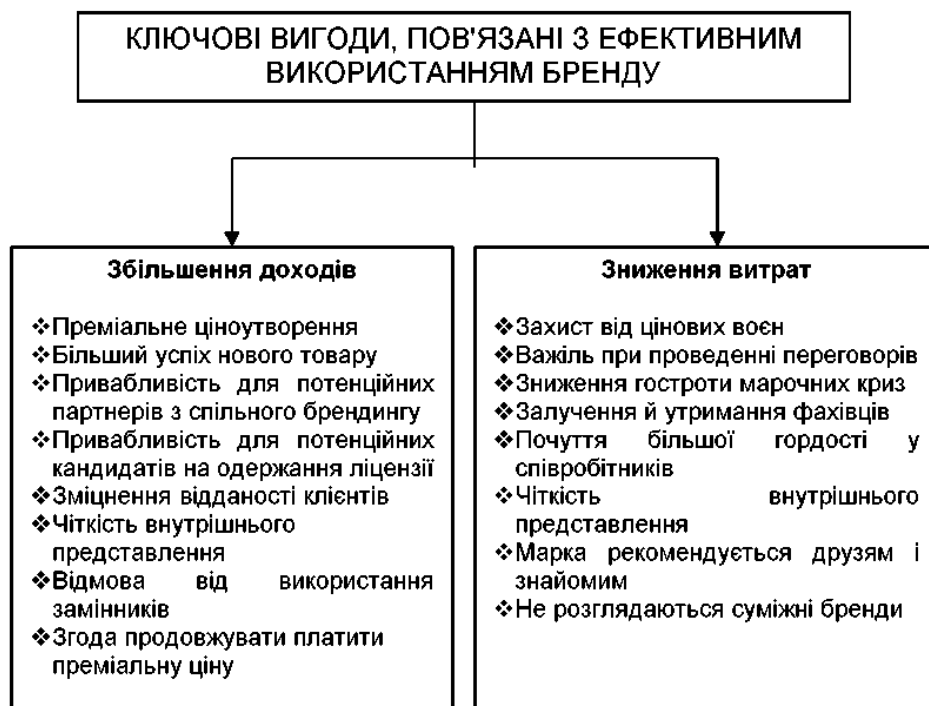 КЛЮЧОВІ ВИГОДИ, ПОВ'ЯЗАНІ З ЕФЕКТИВНИМ
ВИКОРИСТАННЯМ БРЕНДУ
Збільшення доходів
❖Преміальне ціноутворення
❖Більший успіх нового товару
❖Привабливість для потенційних
партнерів з спільного брендингу
❖Привабливість для потенційних
кандидатів на одержання ліцензії
❖Зміцнення відданості клієнтів
❖Чіткість внутрішнього
представлення
❖Відмова від використання
замінників
❖Згода продовжувати платити
преміальну ціну
Зниження витрат
❖Захист від цінових воєн
❖Важіль при проведенні переговорів
❖Зниження гостроти марочних криз
❖Залучення й утримання фахівців
❖Почуття більшої гордості у
співробітників
❖Чіткість внутрішнього
представлення
❖Марка рекомендується друзям і
знайомим
❖Не розглядаються суміжні бренди